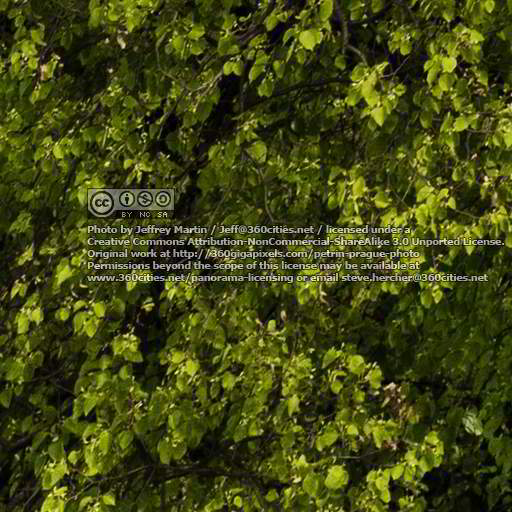 cc BY NC SA
Photo by Jeffrey Martin / Jeff@360cities.net / licensed under a
Creative Commons Attribution-NonCommercial-ShareAlike 3.0 Unported License.
Original work at http://360gigapixels.com/petrin-prague-photo
Permissions beyond the scope of this license may be available at
www.360cities.net/panorama-licensing or email steve.hercher@360cities.net